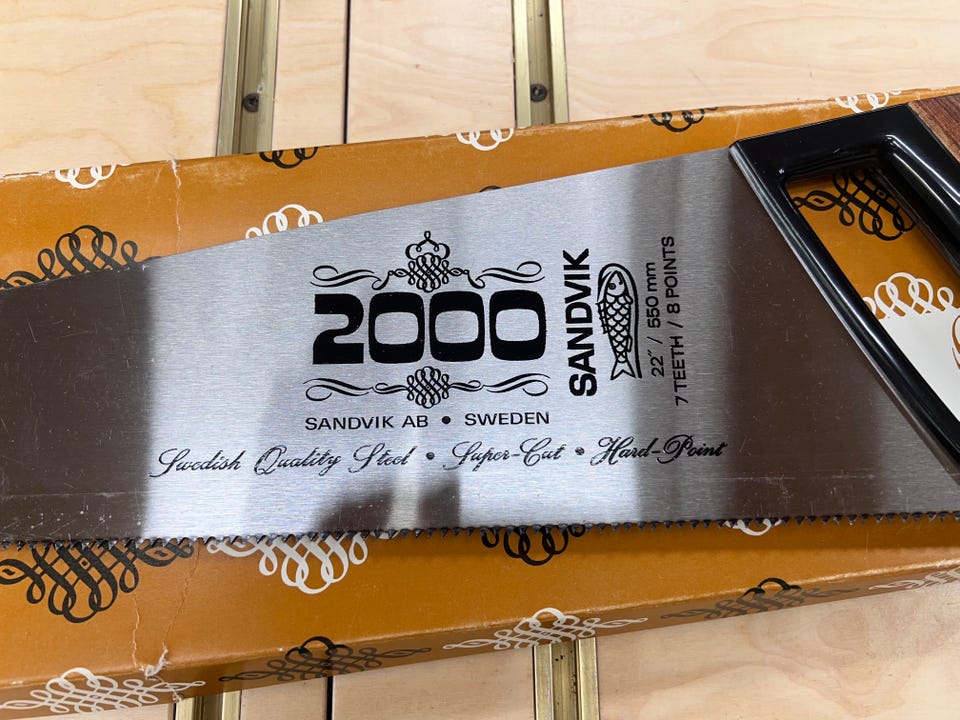 2000
SANDVIK AB • SWEDEN
Swedish Quality Steel • Super-Cut • Hard-Point
SANDVIK
22" / 550 mm
7 TEETH / 8 POINTS